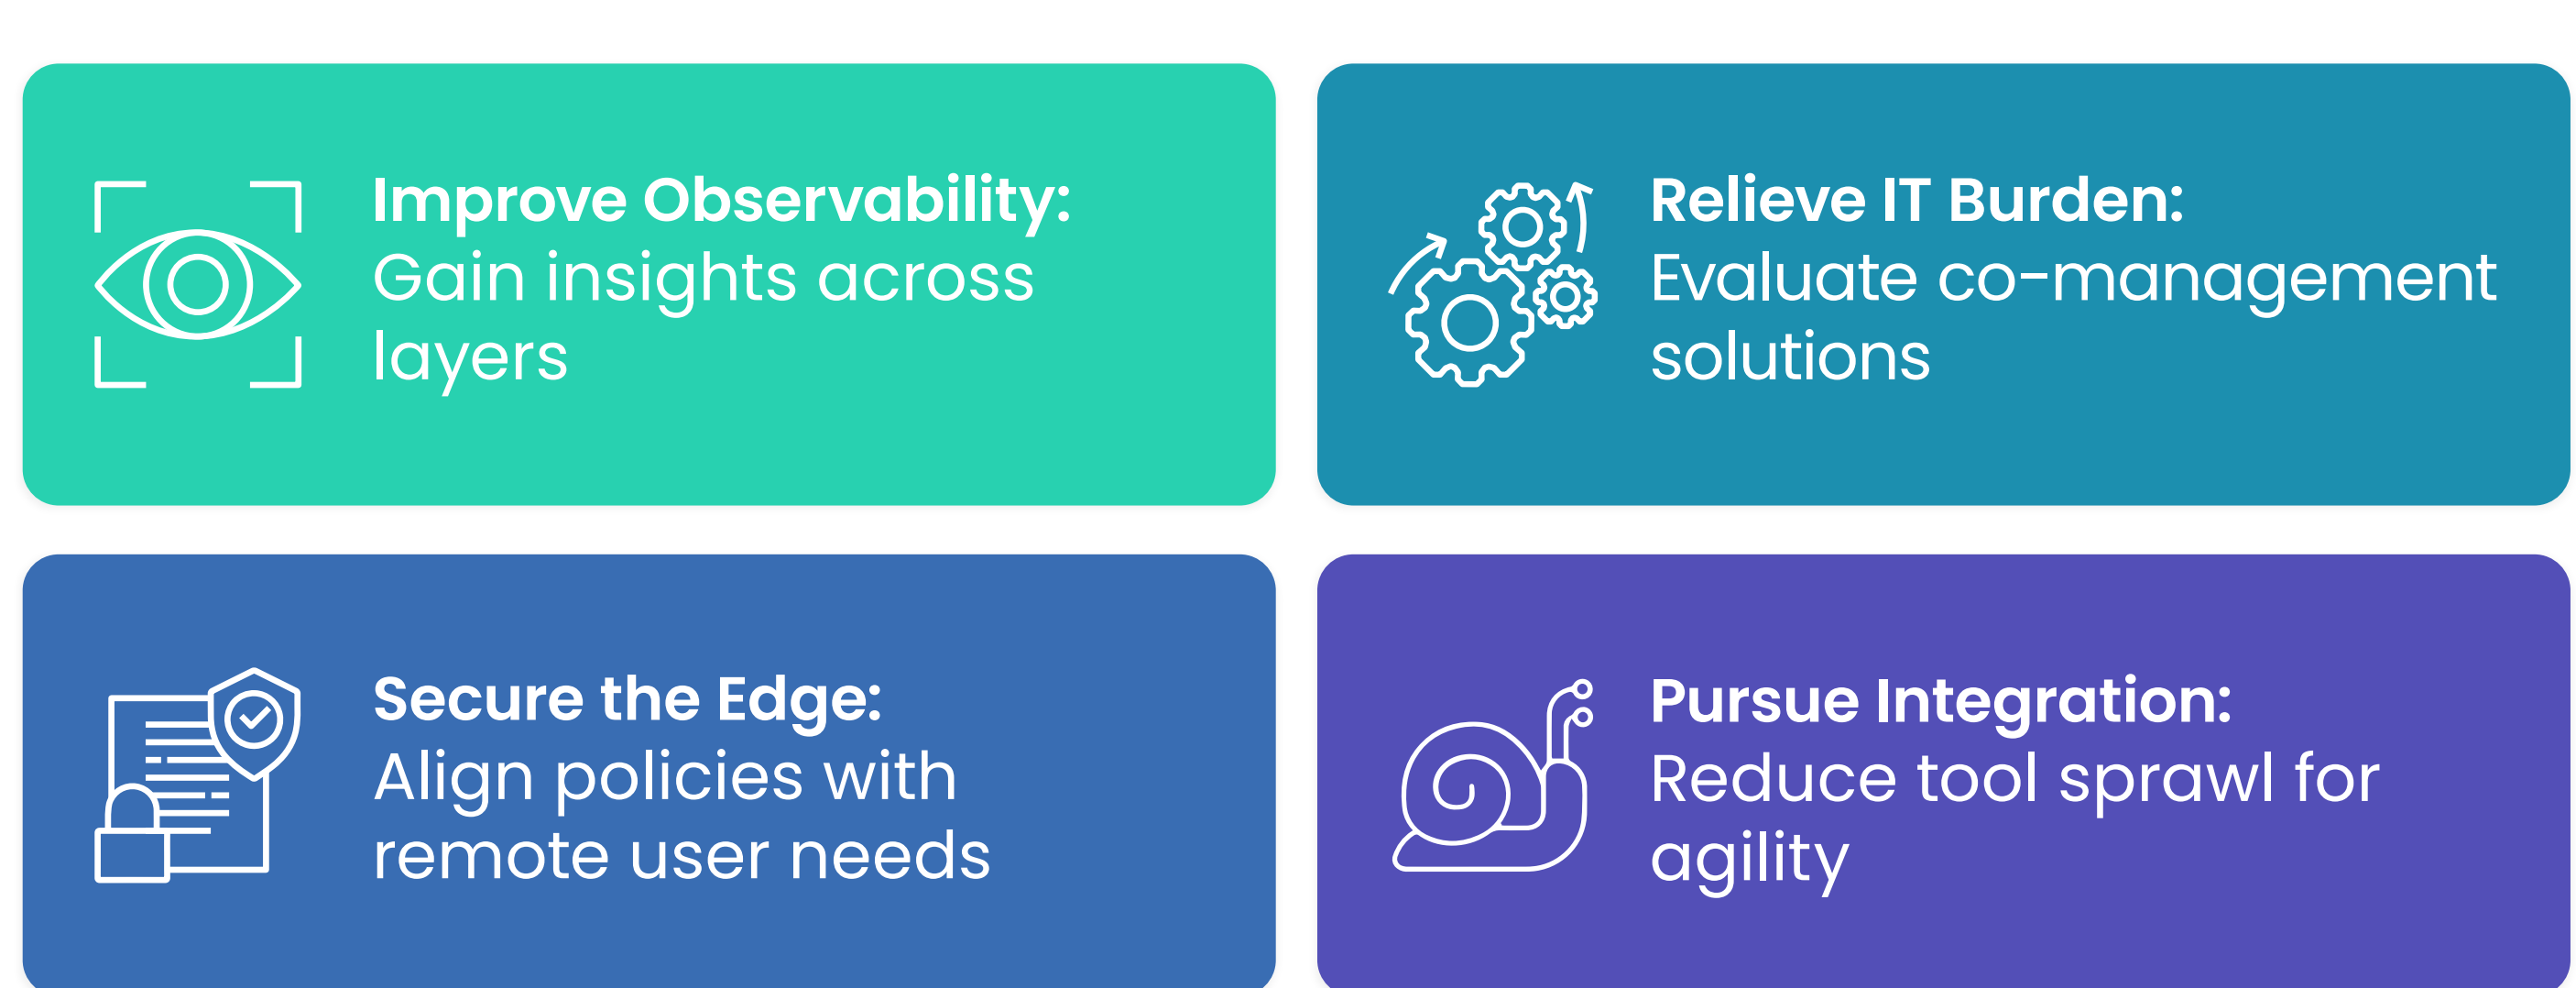 Improve Observability:
Gain insights across
layers
Relieve IT Burden:
Evaluate co-management
solutions
Secure the Edge:
Align policies with
remote user needs
Pursue Integration:
Reduce tool sprawl for
agility